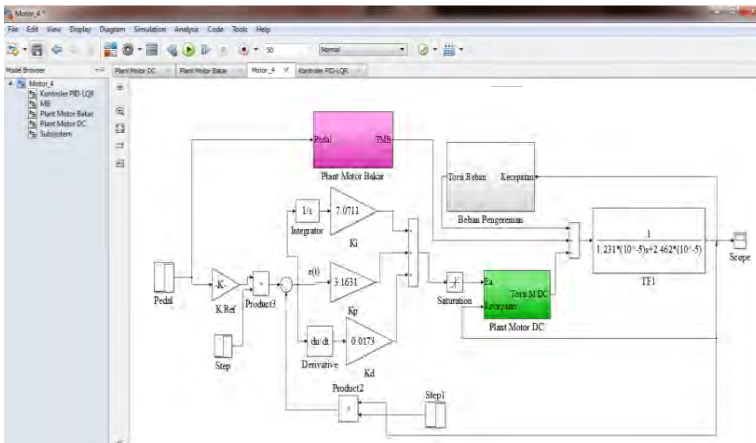 Motor_4 *
File Edit View Display Diagram Simulation Analysis Code Tools Help
50
Normal
Model Browser
Plant Motor DC
Plant Motor Bakar
Motor_4
Kontroler PID-LQR
Motor_4
Kontroler PID-LQR
MB
Plant Motor Bakar
Plant Motor DC
Subsystem
Pedal
TMB
Plant Motor Bakar
Torsi Beban
Kecepatan
Beban Pengereman
1/s
Integrator
7.0711
Ki
1
1.231*(10^-5)s+2.462*(10^-5)
TF1
Scope
Pedal
-K-
K Ref
Product3
e(t)
3.1631
Kp
Saturation
Ea
Kecepatan
Torsi M DC
Plant Motor DC
Step
du/dt
Derivative
0.0173
Kd
Product2
Step1